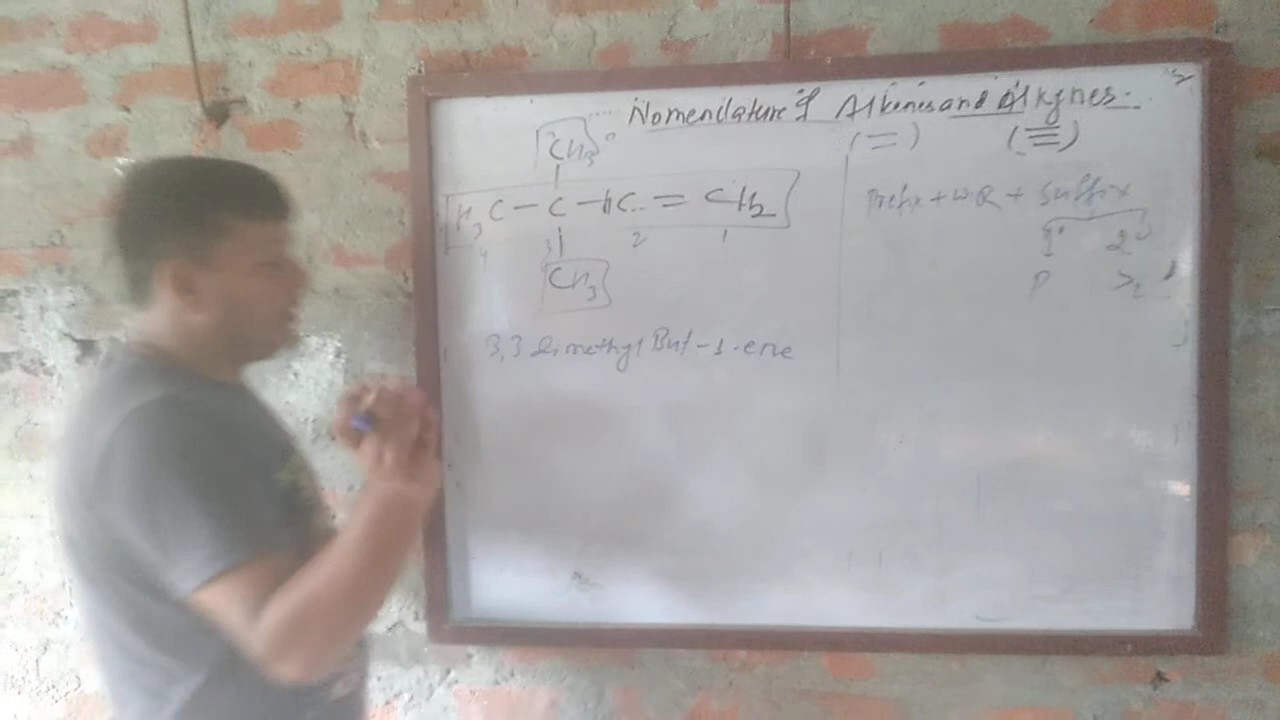 Nomenclature of Alkenes and Alkynes.
(=) (≡)
CH3
H3C - C - HC = CH2
4 3 2 1
CH3
3,3 dimethyl But-1-ene
Prefix + WR + Suffix
1° 2°
P